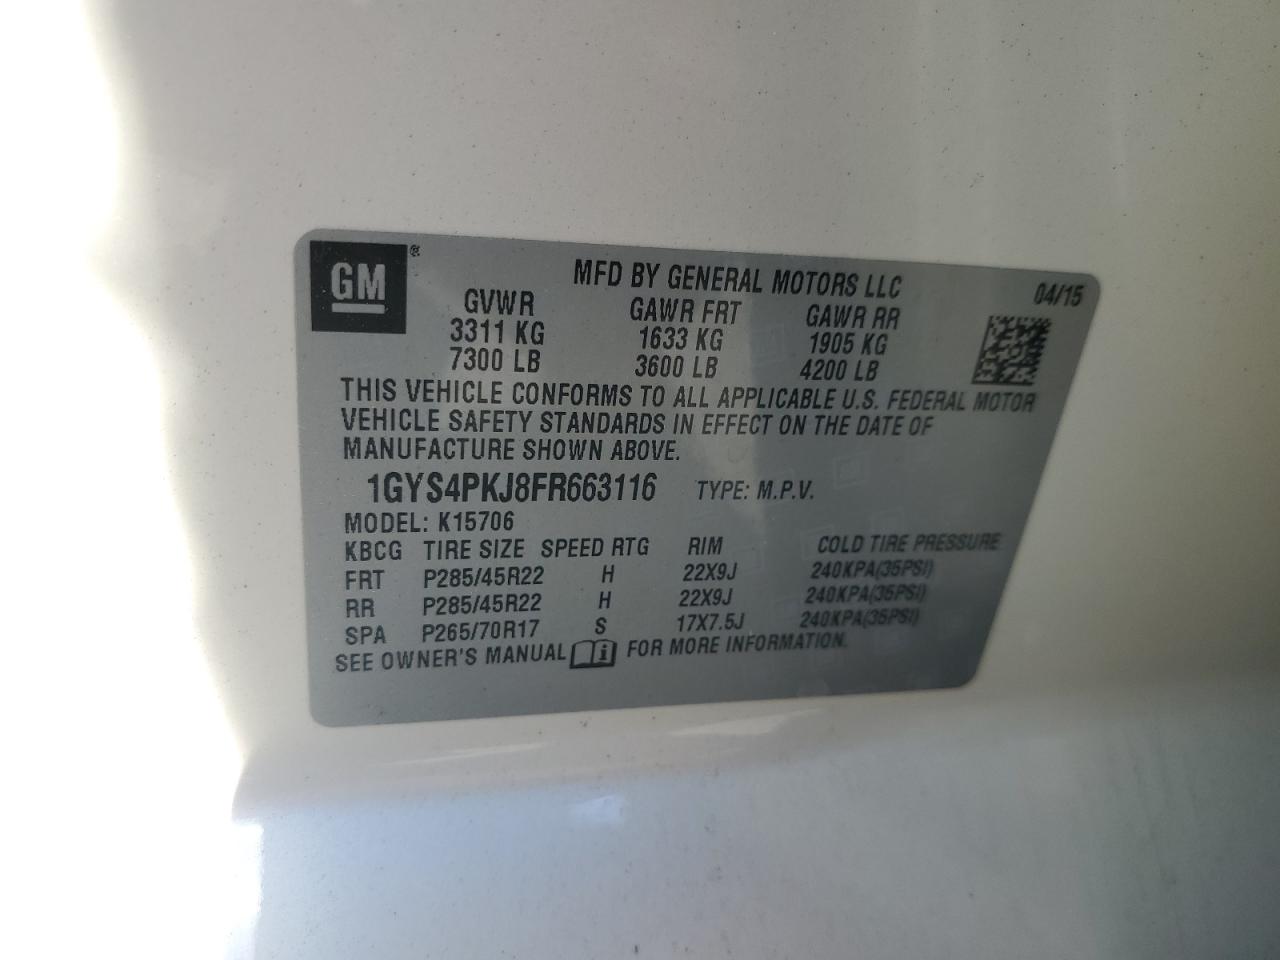 GM®
MFD BY GENERAL MOTORS LLC 04/15
GVWR GAWR FRT GAWR RR
3311 KG 1633 KG 1905 KG
7300 LB 3600 LB 4200 LB
THIS VEHICLE CONFORMS TO ALL APPLICABLE U.S. FEDERAL MOTOR
VEHICLE SAFETY STANDARDS IN EFFECT ON THE DATE OF
MANUFACTURE SHOWN ABOVE.
1GYS4PKJ8FR663116 TYPE: M.P.V.
MODEL: K15706
KBCG TIRE SIZE SPEED RTG RIM COLD TIRE PRESSURE
FRT P285/45R22 H 22X9J 240KPA(35PSI)
RR P285/45R22 H 22X9J 240KPA(35PSI)
SPA P265/70R17 S 17X7.5J 240KPA(35PSI)
SEE OWNER'S MANUAL FOR MORE INFORMATION.